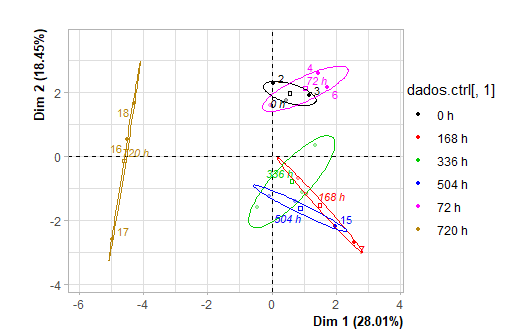 Dim 2 (18.45%)
2
0
-2
-4
-6
-4
-2
0
2
4
Dim 1 (28.01%)
4
72 h
6
2
3
0 h
18
16
720 h
17
336 h
168 h
504 h
15
7
dados.ctrl[, 1]
0 h
168 h
336 h
504 h
72 h
720 h